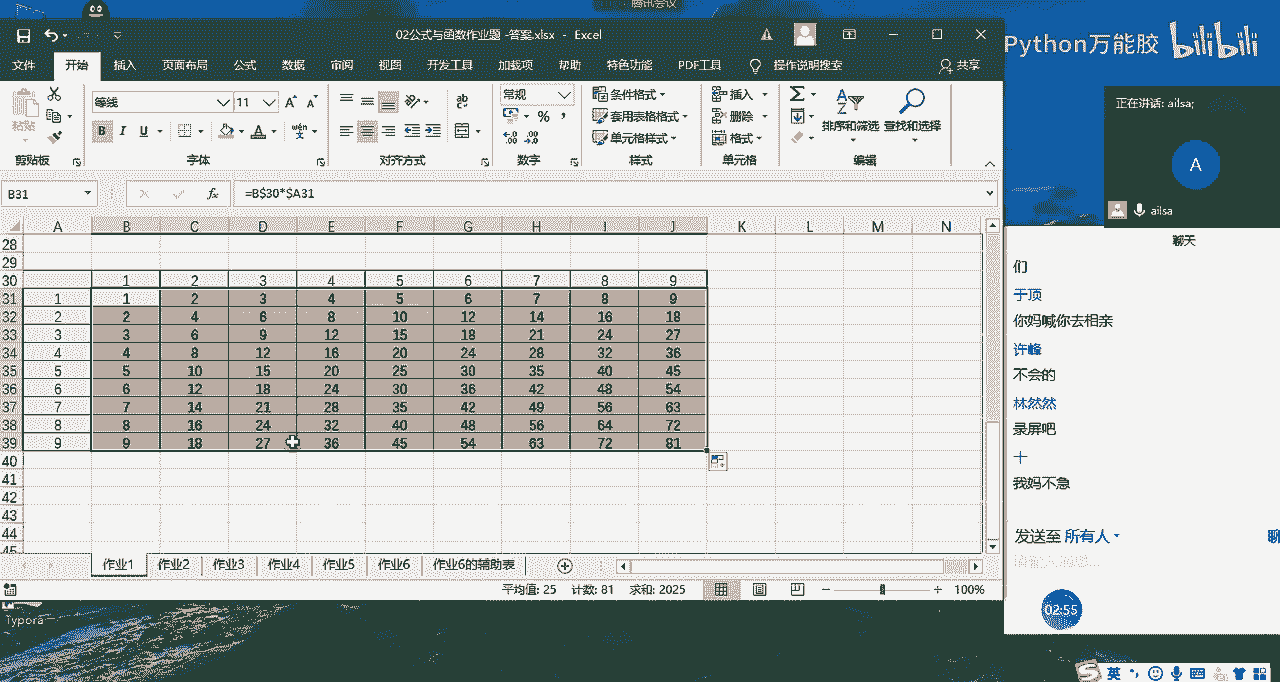 腾讯会议
02公式与函数作业题 -答案.xlsx - Excel
Python万能胶 bilibili
文件 开始 插入 页面布局 公式 数据 审阅 视图 开发工具 加载项 帮助 特色功能 PDF工具 操作说明搜索 共享
粘贴 等线 11 常规 条件格式 插入
B I U 套用表格格式 删除 排序和筛选 查找和选择
单元格样式 格式
剪贴板 字体 对齐方式 数字 样式 单元格 编辑
B31 fx =B$30*$A31
A B C D E F G H I J K L M N
28
29
30 1 2 3 4 5 6 7 8 9
31 1 1 2 3 4 5 6 7 8 9
32 2 2 4 6 8 10 12 14 16 18
33 3 3 6 9 12 15 18 21 24 27
34 4 4 8 12 16 20 24 28 32 36
35 5 5 10 15 20 25 30 35 40 45
36 6 6 12 18 24 30 36 42 48 54
37 7 7 14 21 28 35 42 49 56 63
38 8 8 16 24 32 40 48 56 64 72
39 9 9 18 27 36 45 54 63 72 81
40
41
42
43
44
45
作业1 作业2 作业3 作业4 作业5 作业6 作业6的辅助表
平均值: 25 计数: 81 求和: 2025 100%
Typora
正在讲话: ailsa;
A
ailsa
聊天
们
于顶
你妈喊你去相亲
许峰
不会的
林然然
录屏吧
十
我妈不急
发送至 所有人
02:55
英